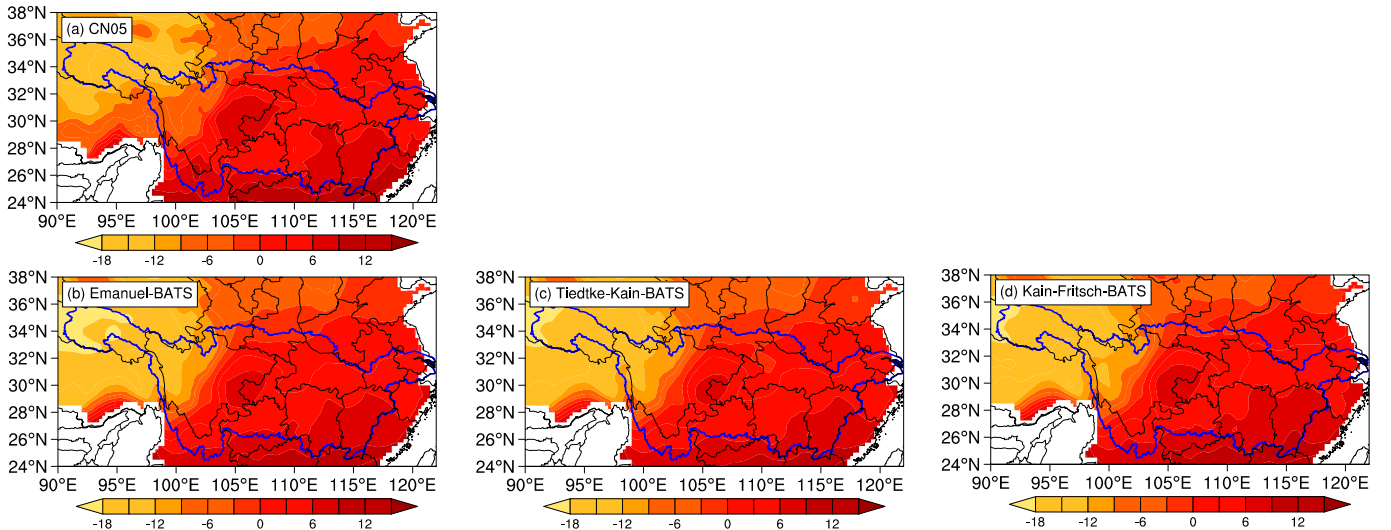 38°N
(a) CN05
36°N
34°N
32°N
30°N
28°N
26°N
24°N
90°E 95°E 100°E 105°E 110°E 115°E 120°E
-18 -12 -6 0 6 12
38°N
(b) Emanuel-BATS
36°N
34°N
32°N
30°N
28°N
26°N
24°N
90°E 95°E 100°E 105°E 110°E 115°E 120°E
-18 -12 -6 0 6 12
38°N
(c) Tiedtke-Kain-BATS
36°N
34°N
32°N
30°N
28°N
26°N
24°N
90°E 95°E 100°E 105°E 110°E 115°E 120°E
-18 -12 -6 0 6 12
38°N
(d) Kain-Fritsch-BATS
36°N
34°N
32°N
30°N
28°N
26°N
24°N
90°E 95°E 100°E 105°E 110°E 115°E 120°E
-18 -12 -6 0 6 12